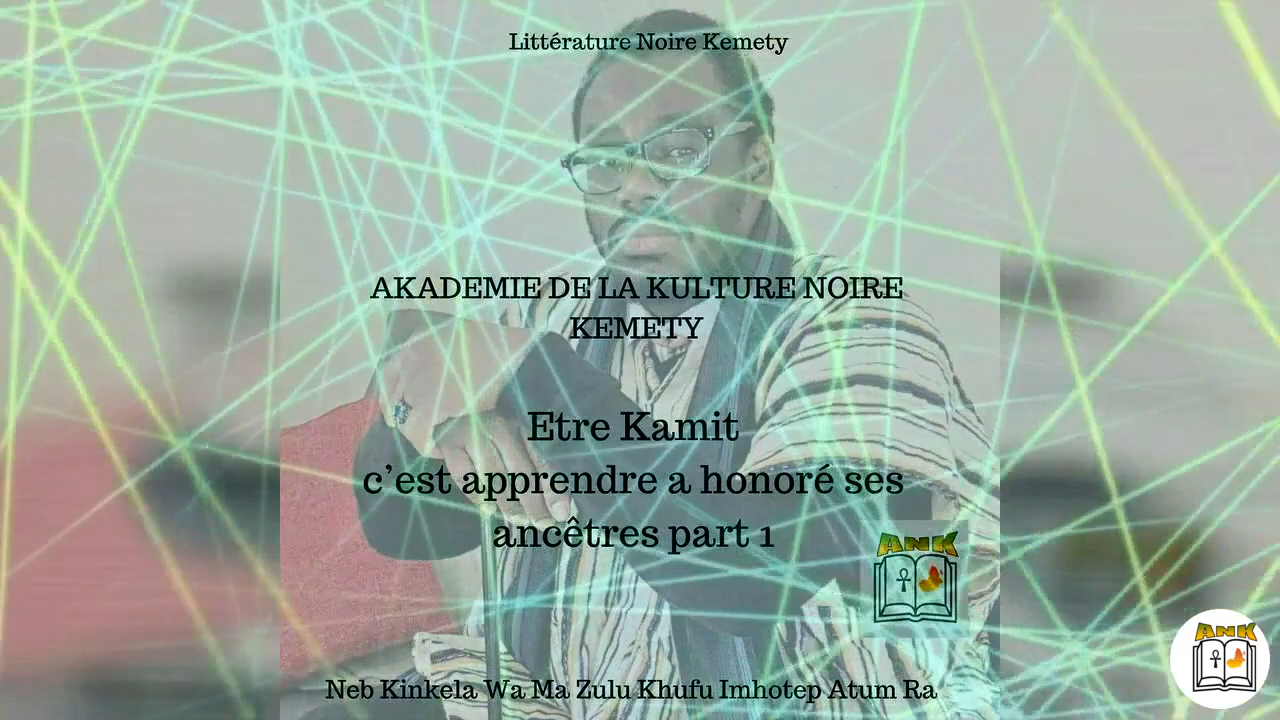 Littérature Noire Kemety
AKADEMIE DE LA KULTURE NOIRE
KEMETY
Etre Kamit
c’est apprendre a honoré ses
ancêtres part 1
ANK
Neb Kinkela Wa Ma Zulu Khufu Imhotep Atum Ra
ANK